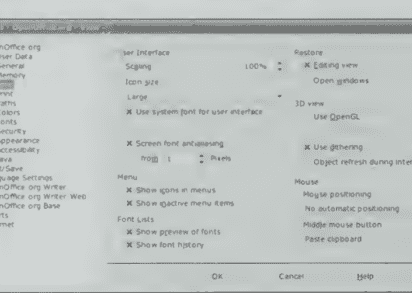 nOffice.org
ser Data
eneral
emory
rint
aths
olors
onts
ecurity
ppearance
ccessibility
ava
d/Save
guage Settings
nOffice.org Writer
nOffice.org Writer Web
nOffice.org Base
rts
rnet
ser Interface
Scaling 100%
Icon size
Large
Use system font for user interface
Screen font antialiasing
from 1 Pixels
Menu
Show icons in menus
Show inactive menu items
Font Lists
Show preview of fonts
Show font history
Restore
Editing view
Open windows
3D view
Use OpenGL
Use dithering
Object refresh during inter
Mouse
Mouse positioning
No automatic positioning
Middle mouse button
Paste clipboard
OK Cancel Help